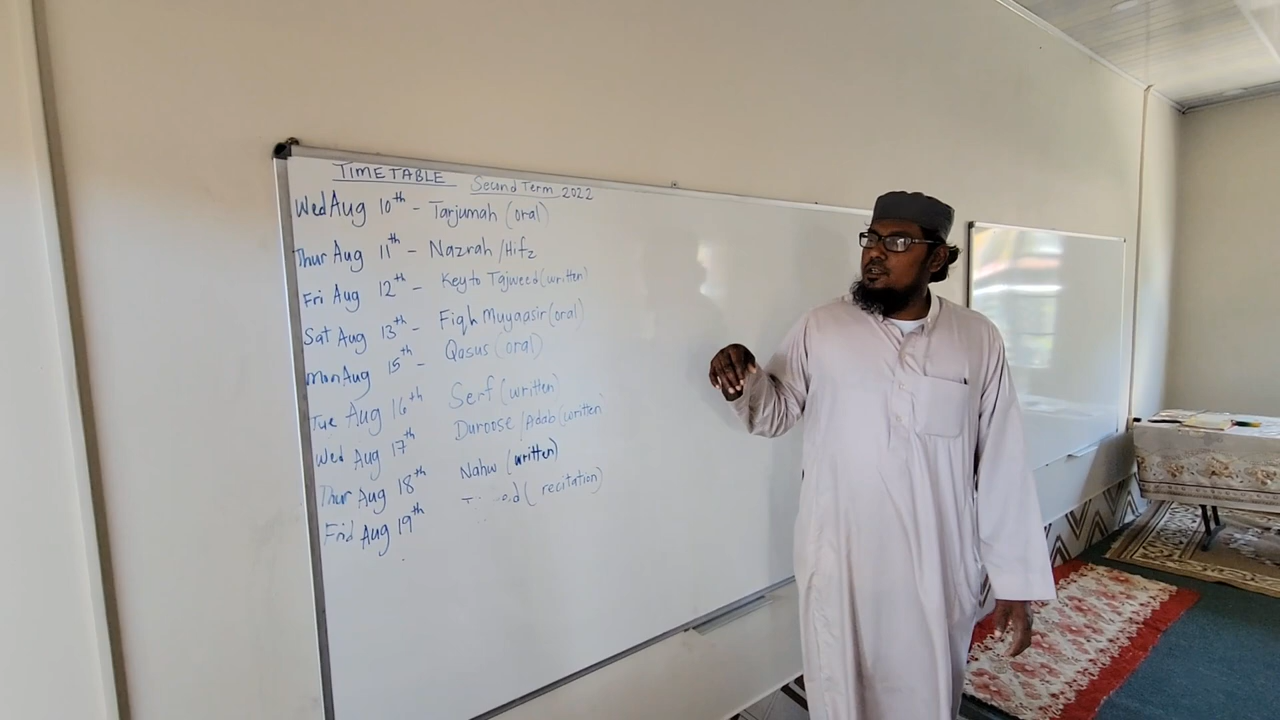 TIMETABLE Second Term 2022
Wed Aug 10th - Tarjumah (oral)
Thur Aug 11th - Nazrah / Hifz
Fri Aug 12th - Key to Tajweed (written)
Sat Aug 13th - Fiqh Muyaasir (oral)
Mon Aug 15th - Qasus (oral)
Tue Aug 16th Serf (written)
Wed Aug 17th Duroose / Adab (written)
Thur Aug 18th Nahw (written)
Frid Aug 19th (recitation)